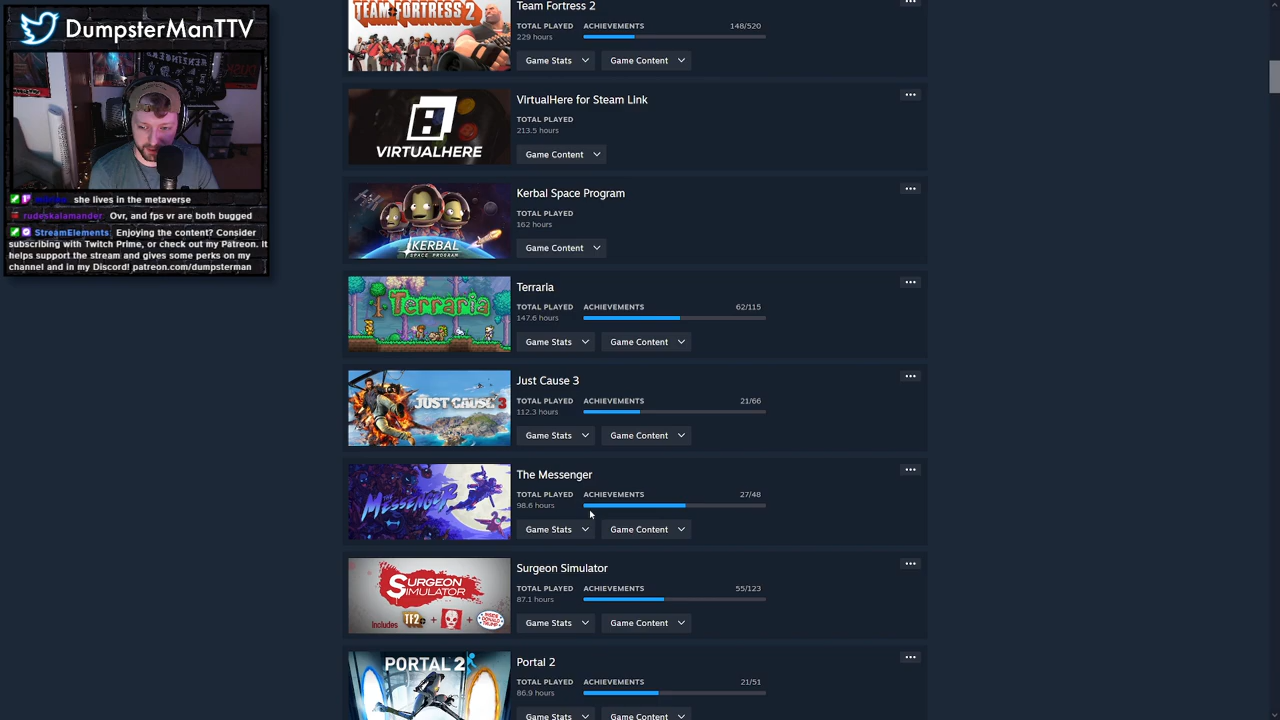 DumpsterManTTV
she lives in the metaverse
rudeskalamander: Ovr, and fps vr are both bugged
StreamElements: Enjoying the content? Consider
subscribing with Twitch Prime, or check out my Patreon. It
helps support the stream and gives some perks on my
channel and in my Discord! patreon.com/dumpsterman
TEAM FORTRESS 2
Team Fortress 2
TOTAL PLAYED ACHIEVEMENTS 148/520
229 hours
Game Stats Game Content
VIRTUALHERE
VirtualHere for Steam Link
TOTAL PLAYED
213.5 hours
Game Content
KERBAL
SPACE PROGRAM
Kerbal Space Program
TOTAL PLAYED
162 hours
Game Content
Terraria
Terraria
TOTAL PLAYED ACHIEVEMENTS 62/115
147.6 hours
Game Stats Game Content
JUST CAUSE 3
Just Cause 3
TOTAL PLAYED ACHIEVEMENTS 21/66
112.3 hours
Game Stats Game Content
THE MESSENGER
The Messenger
TOTAL PLAYED ACHIEVEMENTS 27/48
98.6 hours
Game Stats Game Content
SURGEON
SIMULATOR
Includes TF2 + + INSIDE DONALD TRUMP
Surgeon Simulator
TOTAL PLAYED ACHIEVEMENTS 55/123
87.1 hours
Game Stats Game Content
PORTAL 2
Portal 2
TOTAL PLAYED ACHIEVEMENTS 21/51
86.9 hours
Game Stats Game Content